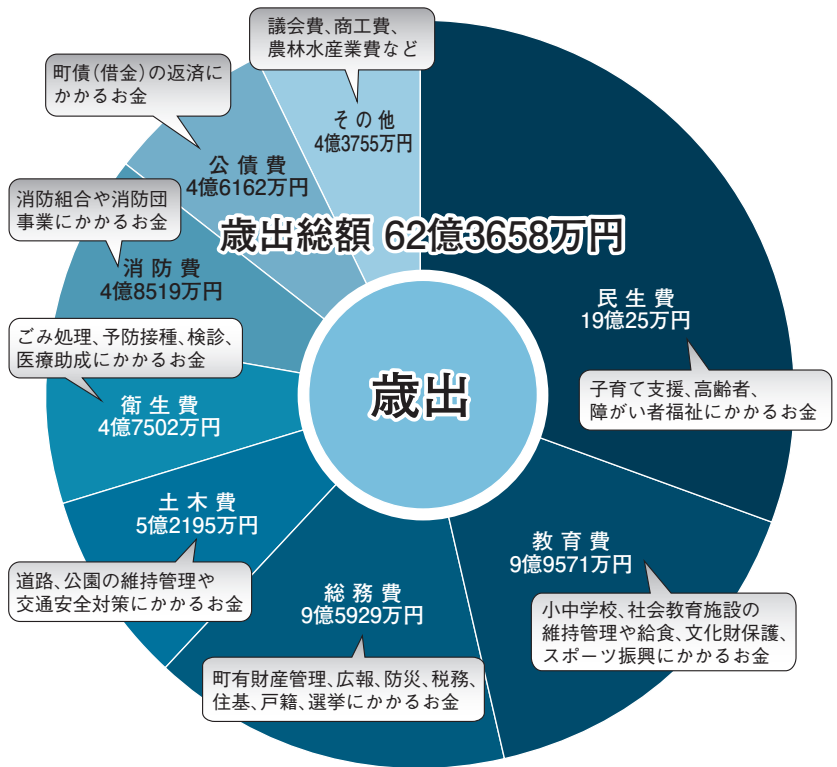 歳出総額 62億3658万円
歳出
民生費
19億25万円
子育て支援、高齢者、
障がい者福祉にかかるお金
教育費
9億9571万円
小中学校、社会教育施設の
維持管理や給食、文化財保護、
スポーツ振興にかかるお金
総務費
9億5929万円
町有財産管理、広報、防災、税務、
住基、戸籍、選挙にかかるお金
土木費
5億2195万円
道路、公園の維持管理や
交通安全対策にかかるお金
衛生費
4億7502万円
ごみ処理、予防接種、検診、
医療助成にかかるお金
消防費
4億8519万円
消防組合や消防団
事業にかかるお金
公債費
4億6162万円
町債(借金)の返済に
かかるお金
その他
4億3755万円
議会費、商工費、
農林水産業費など